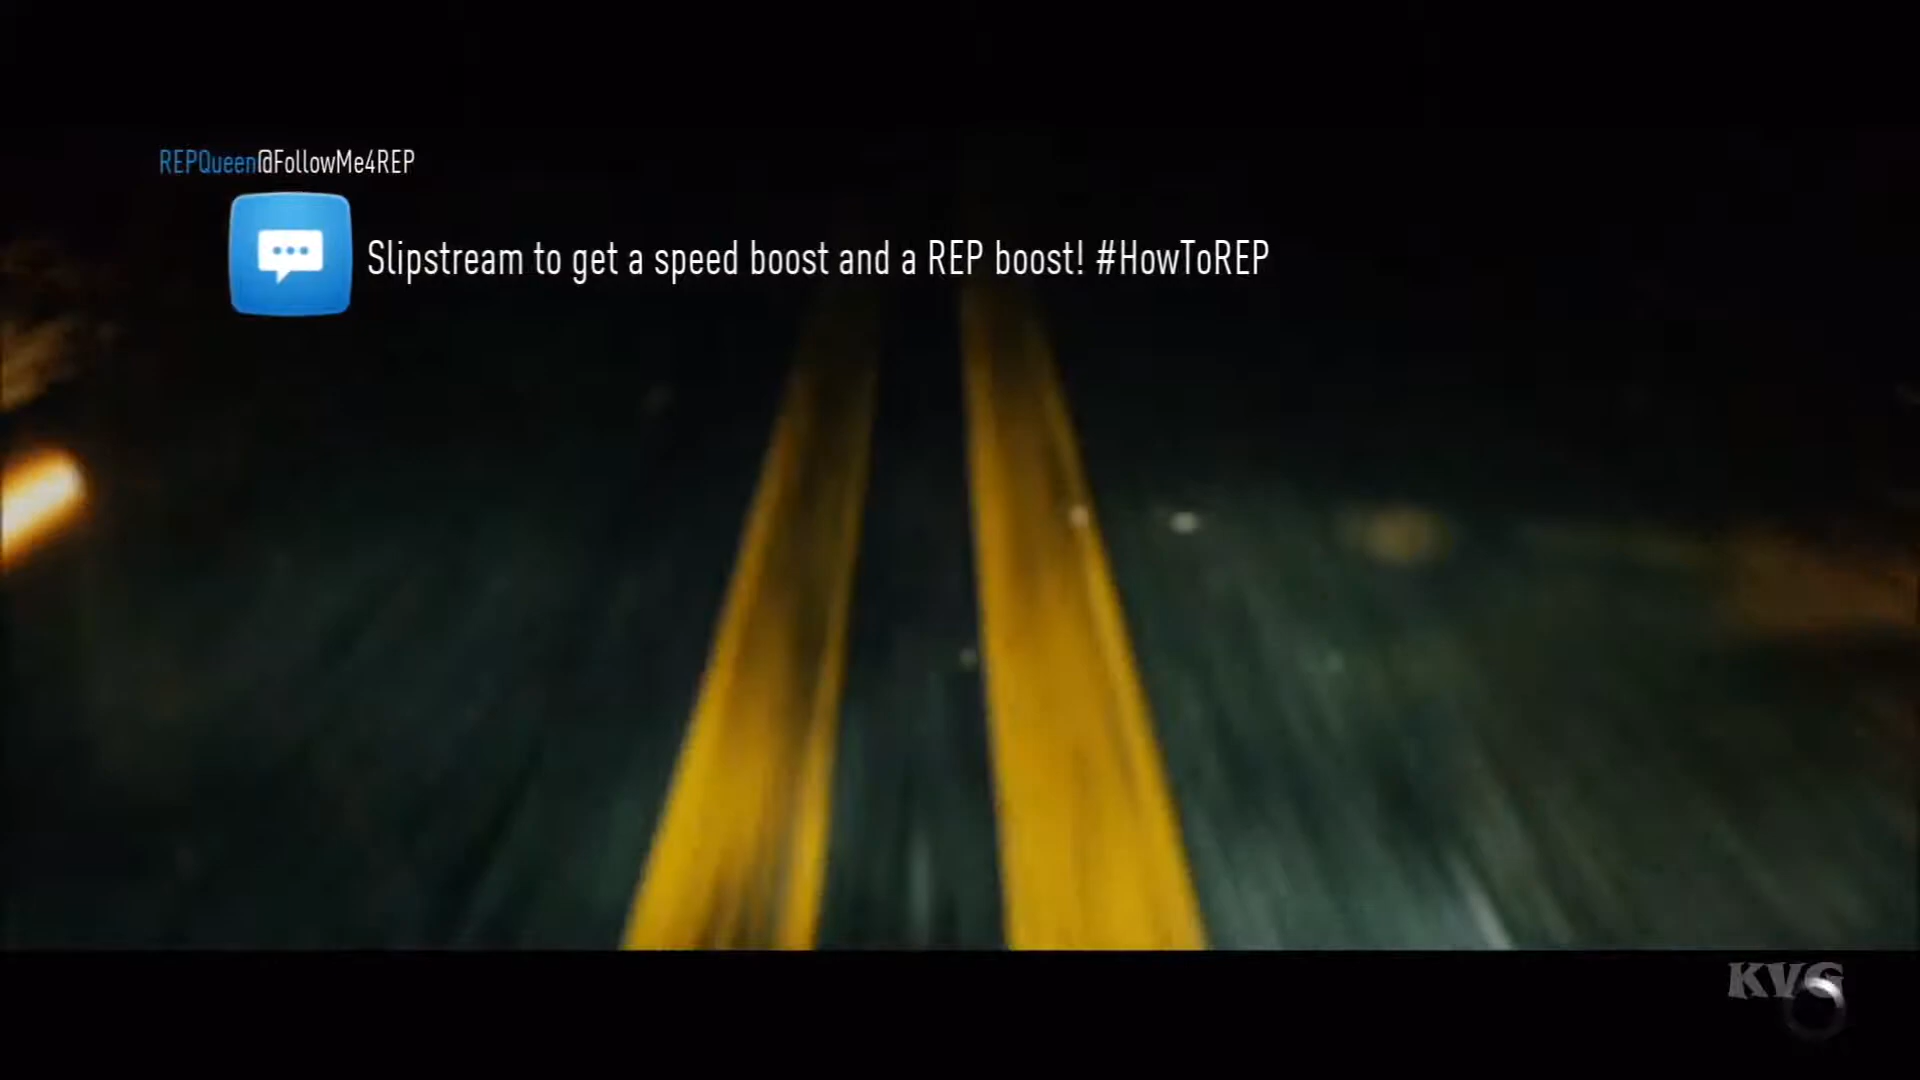 REPQueen@FollowMe4REP
Slipstream to get a speed boost and a REP boost! #HowToREP
KVG